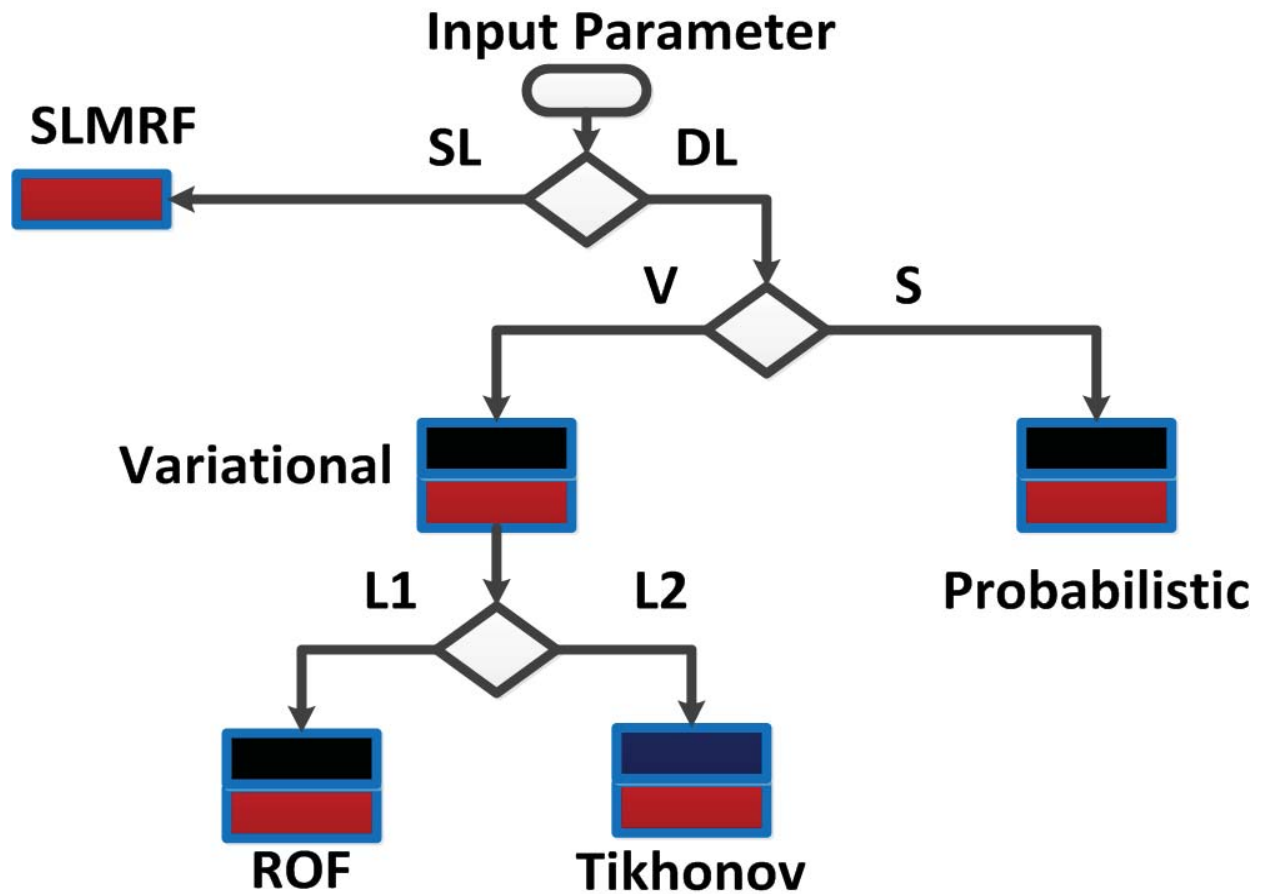 Input Parameter
SLMRF
SL
DL
V
S
Variational
L1
L2
Probabilistic
ROF
Tikhonov